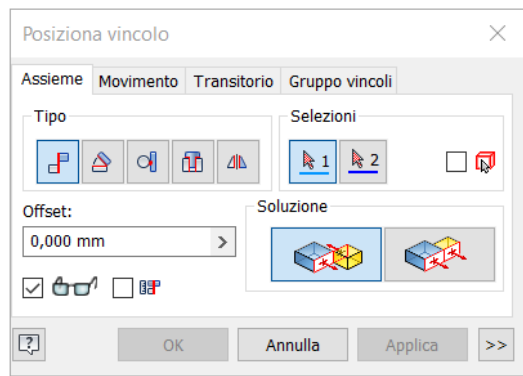 Posiziona vincolo
Assieme Movimento Transitorio Gruppo vincoli
Tipo
Selezioni
1 2
Offset:
0,000 mm >
Soluzione
? OK Annulla Applica >>